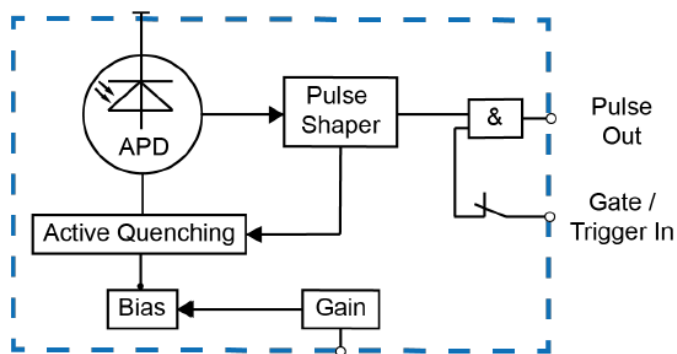 Pulse
Shaper
&
Pulse
Out
APD
Gate /
Trigger In
Active Quenching
Bias
Gain